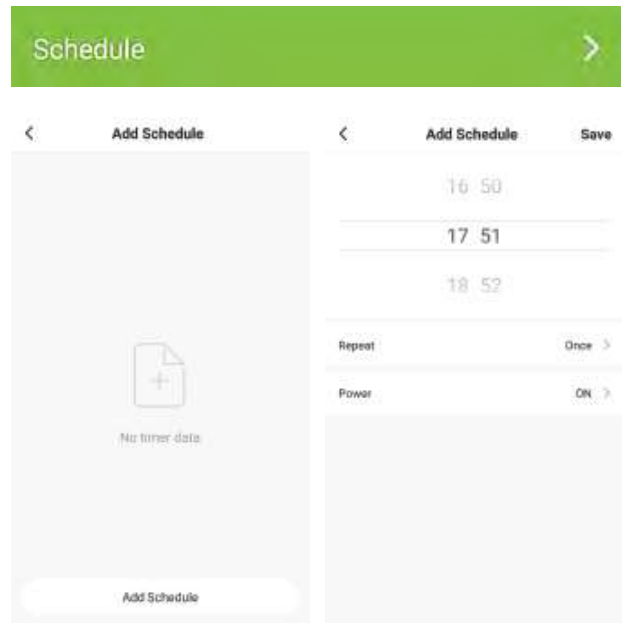 Schedule
Add Schedule
No timer data
Add Schedule
Add Schedule Save
16 50
17 51
18 52
Repeat Once
Power ON